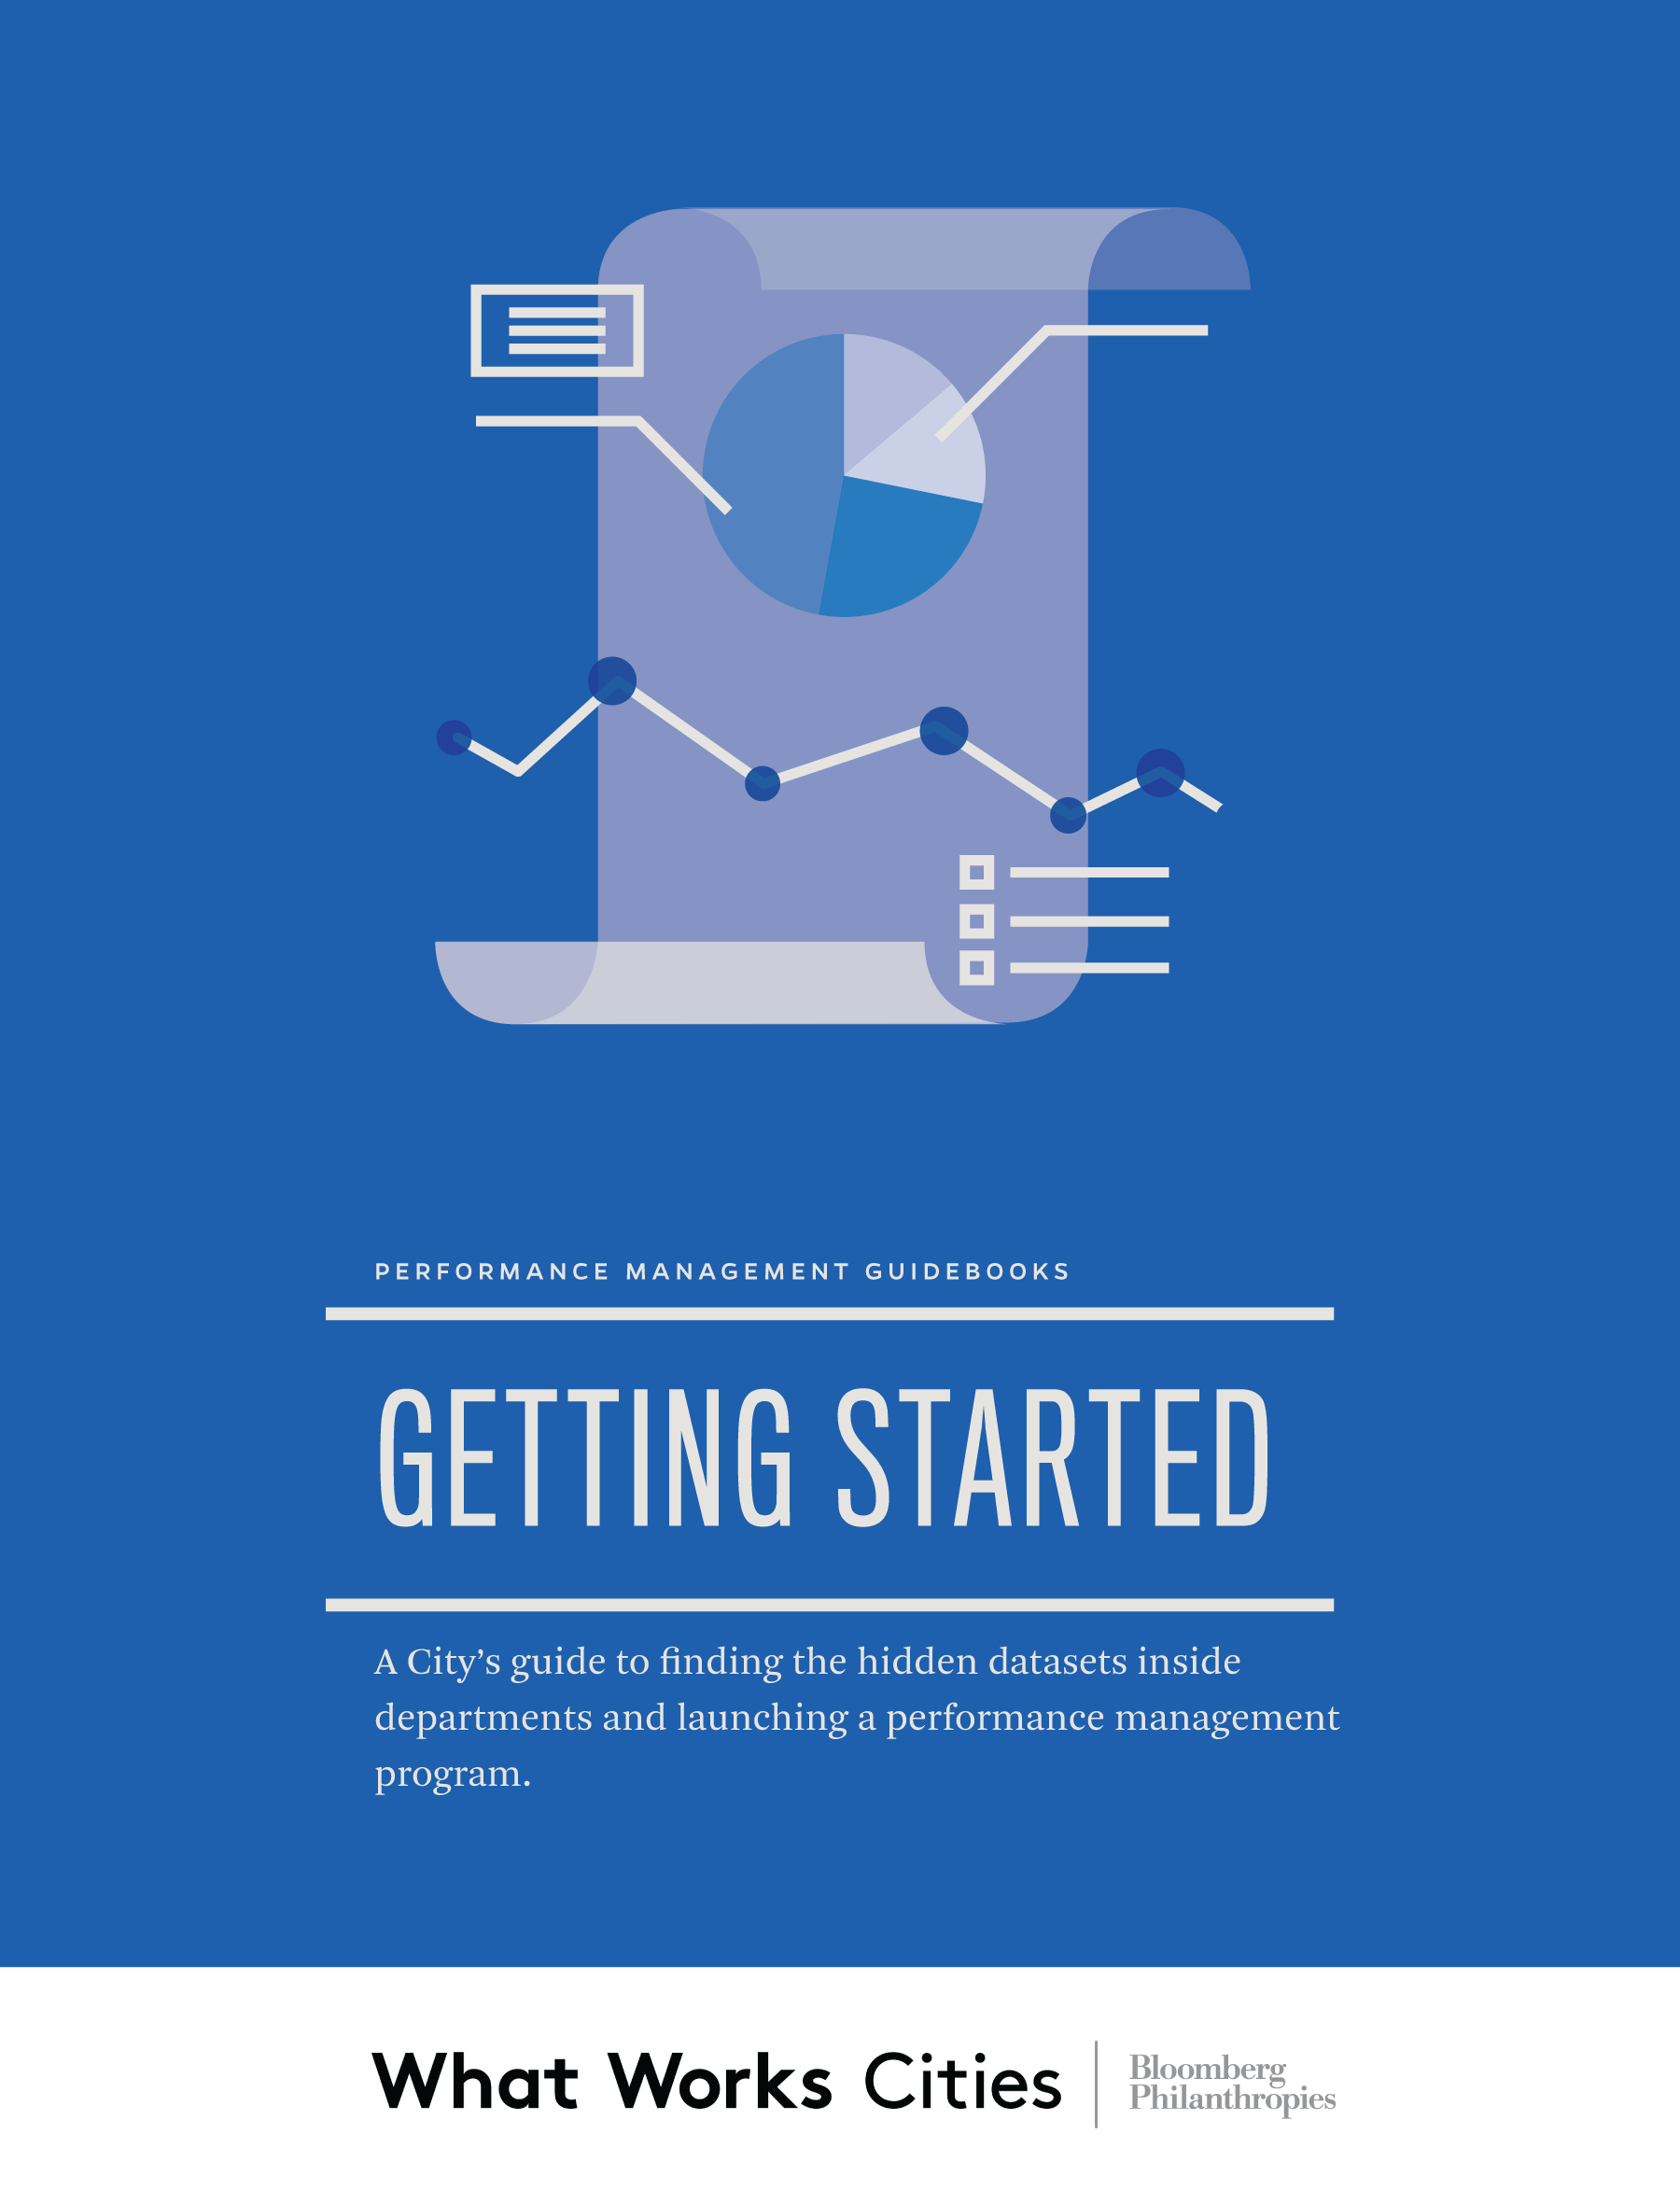 PERFORMANCE MANAGEMENT GUIDEBOOKS
GETTING STARTED
A City’s guide to finding the hidden datasets inside
departments and launching a performance management
program.
What Works Cities
Bloomberg
Philanthropies